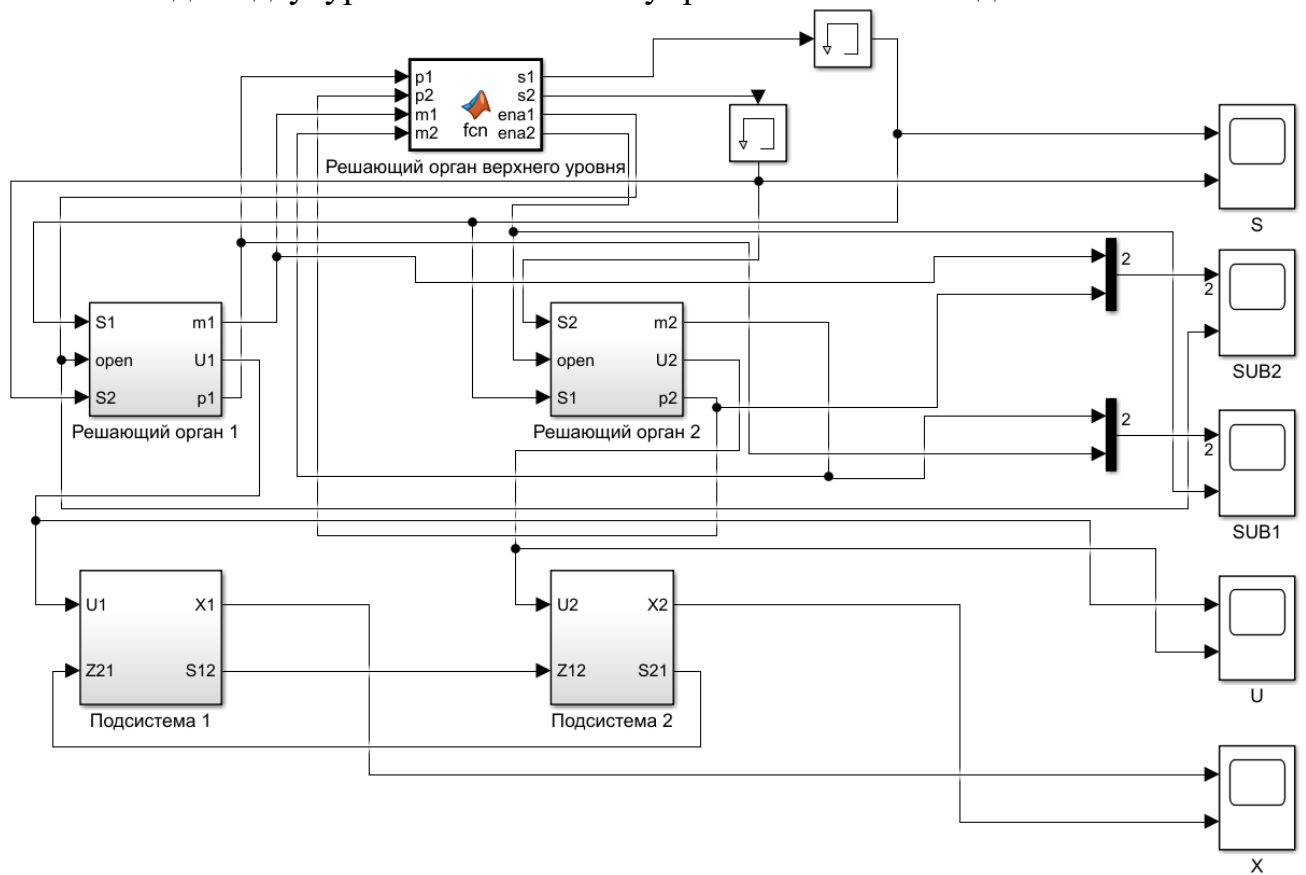 p1 s1
p2 s2
m1 ena1
m2 fcn ena2
Решающий орган верхнего уровня
S
2
2
SUB2
S1 m1
open U1
S2 p1
Решающий орган 1
S2 m2
open U2
S1 p2
Решающий орган 2
2
2
SUB1
U1 X1
Z21 S12
Подсистема 1
U2 X2
Z12 S21
Подсистема 2
U
X